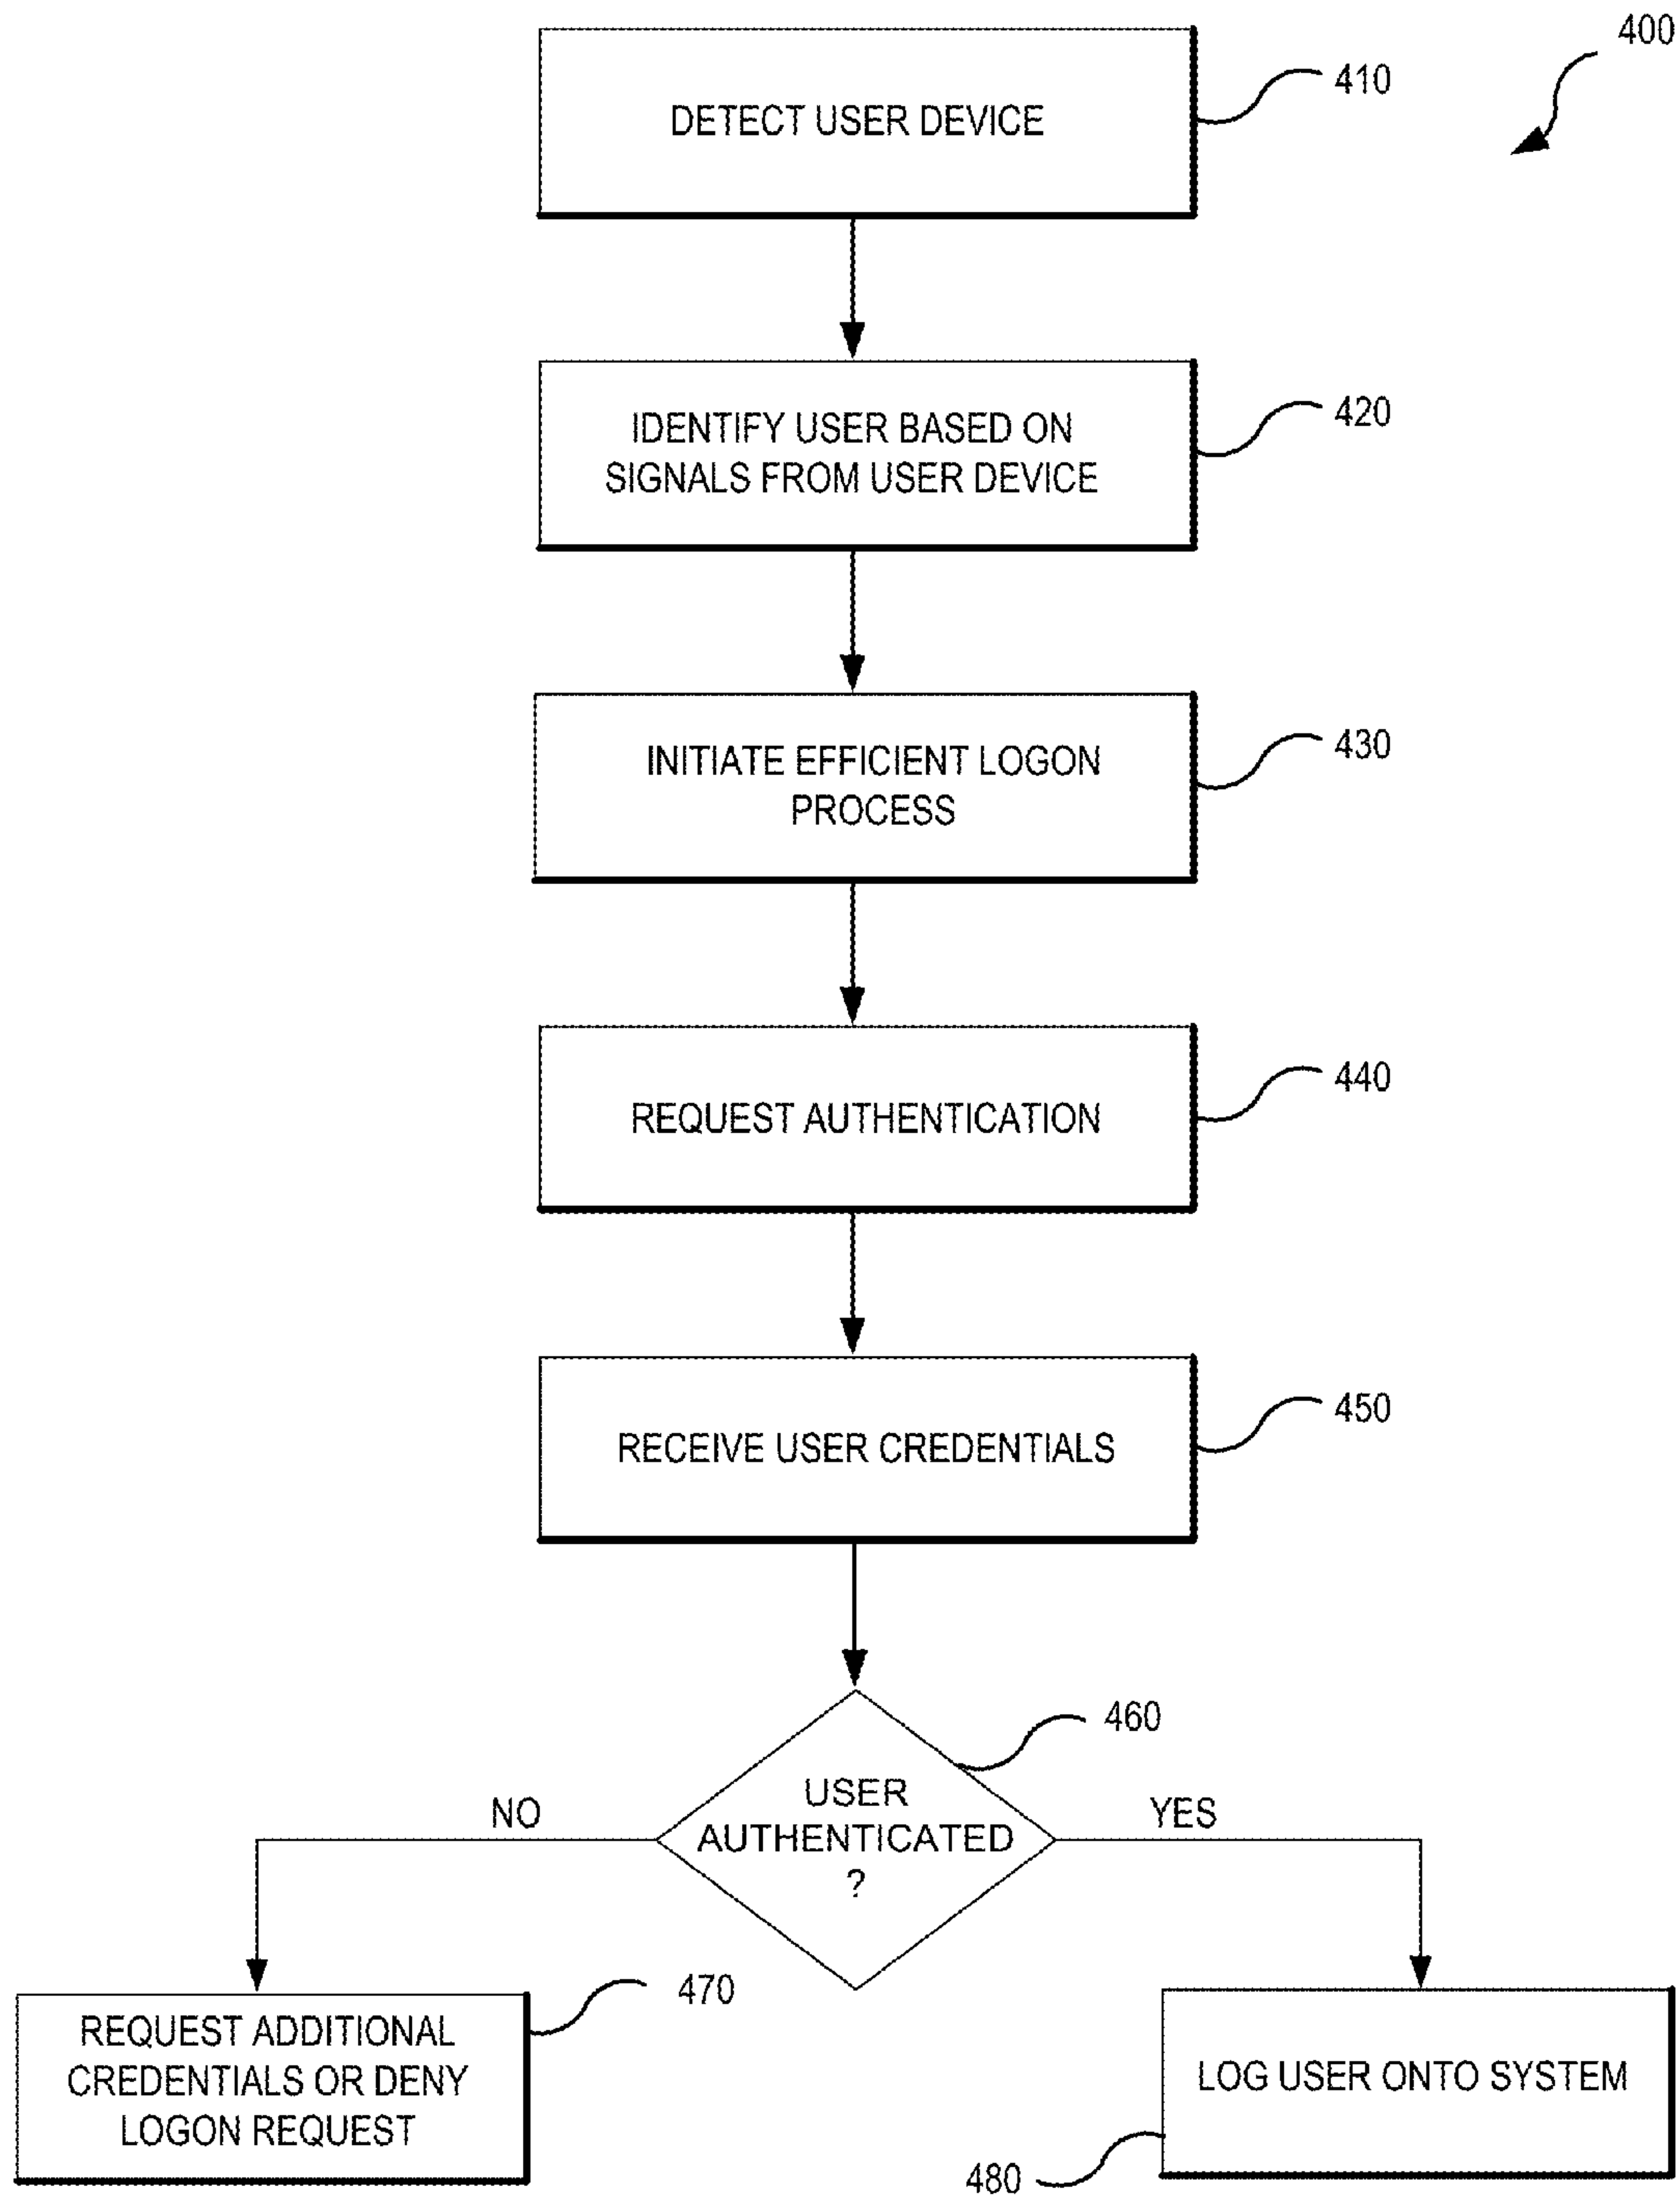 400
DETECT USER DEVICE
410
IDENTIFY USER BASED ON
SIGNALS FROM USER DEVICE
420
INITIATE EFFICIENT LOGON
PROCESS
430
REQUEST AUTHENTICATION
440
RECEIVE USER CREDENTIALS
450
460
USER
AUTHENTICATED
?
NO
YES
470
REQUEST ADDITIONAL
CREDENTIALS OR DENY
LOGON REQUEST
LOG USER ONTO SYSTEM
480